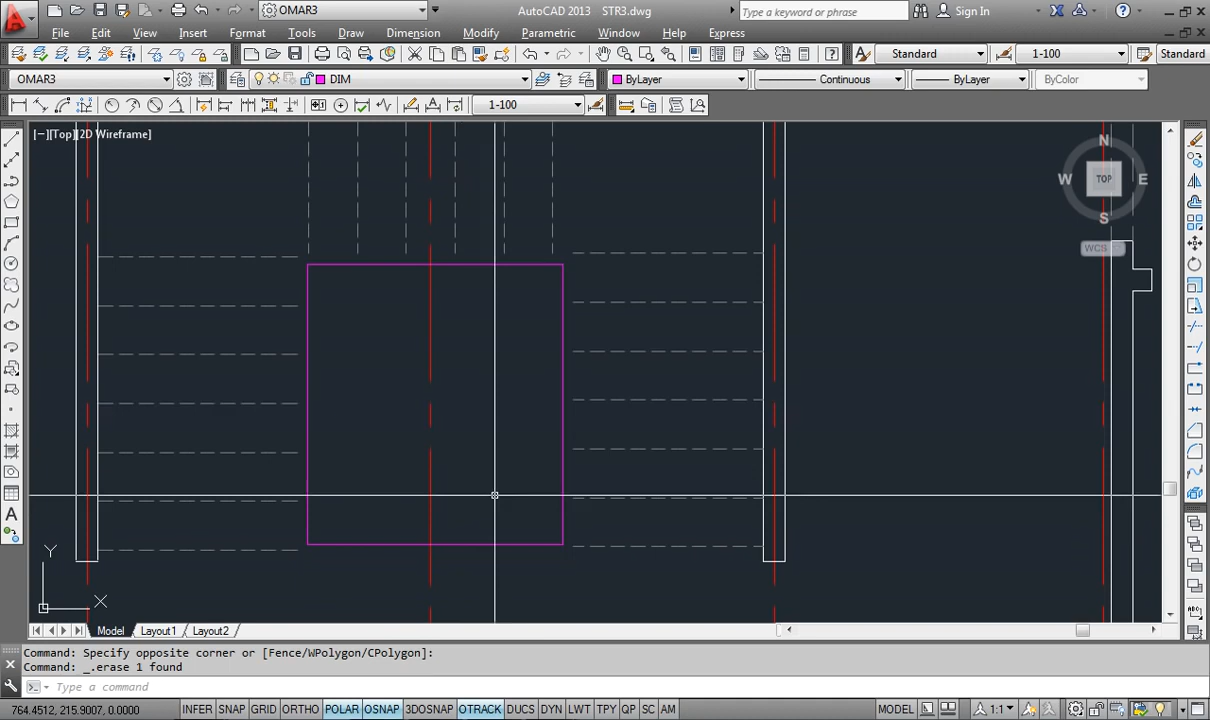 OMAR3
AutoCAD 2013 STR3.dwg
Type a keyword or phrase
Sign In
File Edit View Insert Format Tools Draw Dimension Modify Parametric Window Help Express
Standard 1-100 Standard
OMAR3 DIM ByLayer Continuous ByLayer ByColor
1-100
[−][Top][2D Wireframe]
N
W TOP E
S
WCS
Y
X
Model Layout1 Layout2
Command: Specify opposite corner or [Fence/WPolygon/CPolygon]:
Command: _.erase 1 found
Type a command
764.4512, 215.9007, 0.0000 INFER SNAP GRID ORTHO POLAR OSNAP 3DOSNAP OTRACK DUCS DYN LWT TPY QP SC AM MODEL 1:1